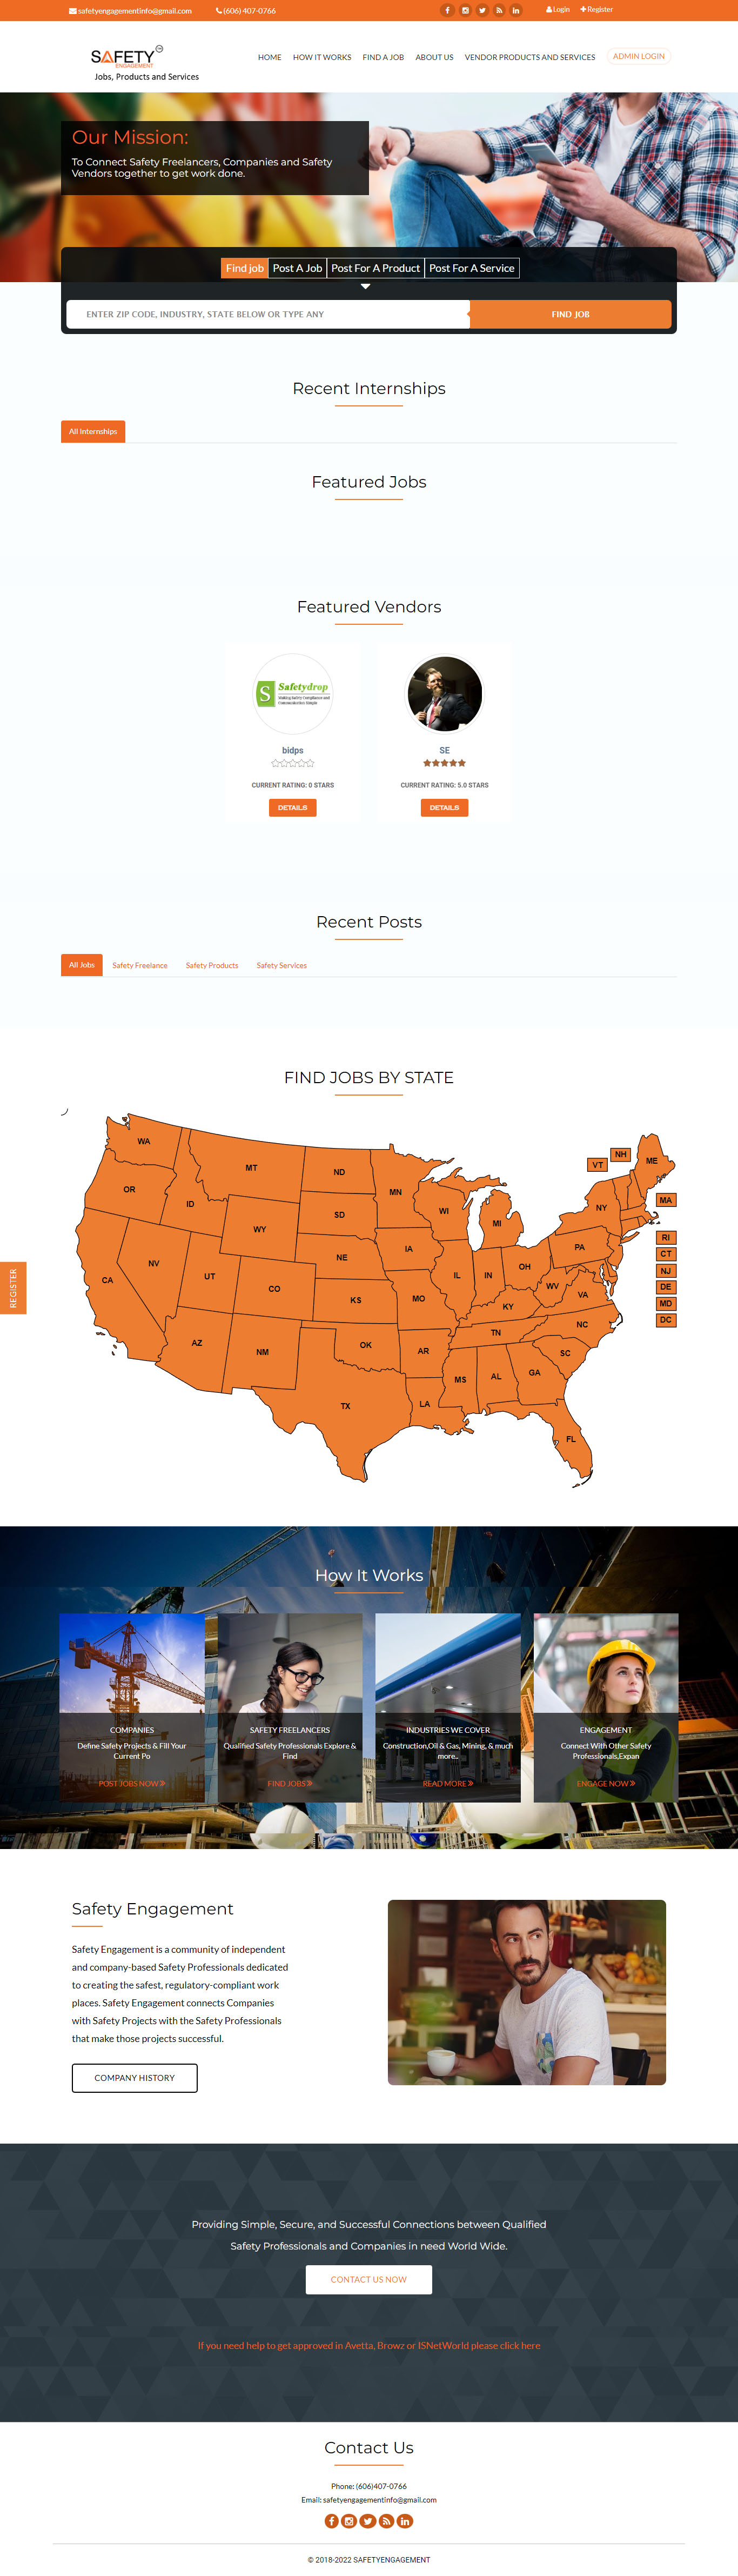 safetyengagementinfo@gmail.com
(606) 407-0766
Login
Register
SAFETY
ENGAGEMENT
Jobs, Products and Services
HOME
HOW IT WORKS
FIND A JOB
ABOUT US
VENDOR PRODUCTS AND SERVICES
ADMIN LOGIN
Our Mission:
To Connect Safety Freelancers, Companies and Safety
Vendors together to get work done.
Find job
Post A Job
Post For A Product
Post For A Service
ENTER ZIP CODE, INDUSTRY, STATE BELOW OR TYPE ANY
FIND JOB
Recent Internships
All Internships
Featured Jobs
Featured Vendors
S Safetydrop
Making Safety Compliance and
Communication Simple
bidps
CURRENT RATING: 0 STARS
DETAILS
SE
CURRENT RATING: 5.0 STARS
DETAILS
Recent Posts
All Jobs
Safety Freelance
Safety Products
Safety Services
FIND JOBS BY STATE
WA
OR
ID
MT
ND
MN
SD
WY
WI
MI
NY
VT
NH
ME
MA
RI
CT
NJ
DE
MD
DC
PA
NE
IA
NV
UT
CA
CO
KS
MO
IL
IN
OH
WV
VA
KY
NC
TN
SC
AZ
NM
OK
AR
MS
AL
GA
TX
LA
FL
REGISTER
How It Works
COMPANIES
Define Safety Projects & Fill Your
Current Po
POST JOBS NOW
SAFETY FREELANCERS
Qualified Safety Professionals Explore &
Find
FIND JOBS
INDUSTRIES WE COVER
Construction,Oil & Gas, Mining, & much
more..
READ MORE
ENGAGEMENT
Connect With Other Safety
Professionals,Expan
ENGAGE NOW
Safety Engagement
Safety Engagement is a community of independent
and company-based Safety Professionals dedicated
to creating the safest, regulatory-compliant work
places. Safety Engagement connects Companies
with Safety Projects with the Safety Professionals
that make those projects successful.
COMPANY HISTORY
Providing Simple, Secure, and Successful Connections between Qualified
Safety Professionals and Companies in need World Wide.
CONTACT US NOW
If you need help to get approved in Avetta, Browz or ISNetWorld please click here
Contact Us
Phone: (606)407-0766
Email: safetyengagementinfo@gmail.com
© 2018-2022 SAFETYENGAGEMENT